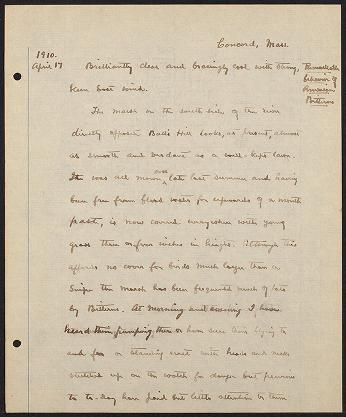 Concord, Mass.
1910.
April 17
Brilliantly clear and bracingly cool with strong,
keen East wind.
Remarkable
behavior of
American
Bitterns
The marsh on the south side of the river
directly opposite Ball's Hill looks, at present, almost
as smooth and verdant as a well-kept lawn.
It was all mown over late last summer and having
been free from flood water for upwards of a month
past, is now covered everywhere with young
grass three or four inches in height. Although this
affords no cover for birds much larger than a
Snipe the marsh has been frequented much of late
by Bitterns. At morning and evening I have
heard them pumping there or have seen them flying to
and fro or standing erect with heads and necks
stretched up on the watch for danger but previous
to to-day have paid but little attention to them